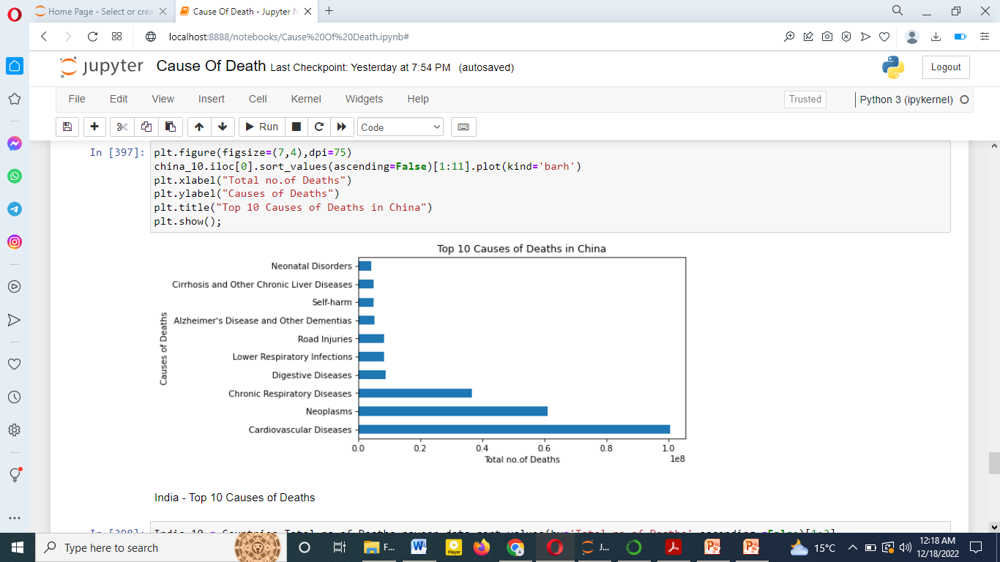 Home Page - Select or crea
Cause Of Death - Jupyter N
localhost:8888/notebooks/Cause%20Of%20Death.ipynb#
jupyter Cause Of Death Last Checkpoint: Yesterday at 7:54 PM (autosaved)
Logout
File Edit View Insert Cell Kernel Widgets Help
Trusted
Python 3 (ipykernel)
Run
Code
In [397]:
plt.figure(figsize=(7,4),dpi=75)
china_10.iloc[0].sort_values(ascending=False)[1:11].plot(kind='barh')
plt.xlabel("Total no.of Deaths")
plt.ylabel("Causes of Deaths")
plt.title("Top 10 Causes of Deaths in China")
plt.show();
Top 10 Causes of Deaths in China
Causes of Deaths
Neonatal Disorders
Cirrhosis and Other Chronic Liver Diseases
Self-harm
Alzheimer's Disease and Other Dementias
Road Injuries
Lower Respiratory Infections
Digestive Diseases
Chronic Respiratory Diseases
Neoplasms
Cardiovascular Diseases
0.0 0.2 0.4 0.6 0.8 1.0
1e8
Total no.of Deaths
India - Top 10 Causes of Deaths
In [398]:
Type here to search
F...
Player
J...
15°C
12:18 AM
12/18/2022